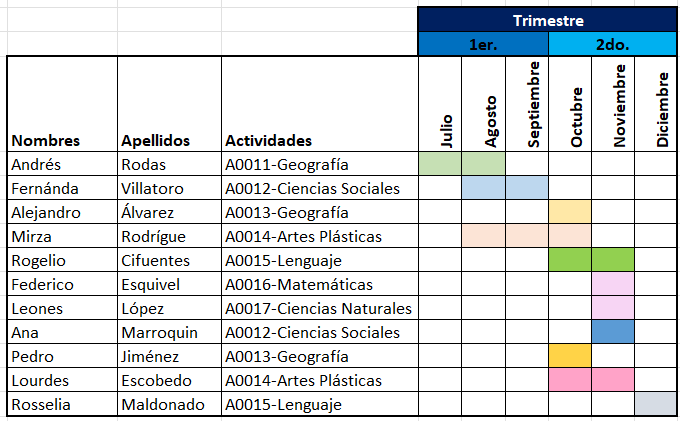 Trimestre
1er. 2do.
Nombres Apellidos Actividades Julio Agosto Septiembre Octubre Noviembre Diciembre
Andrés Rodas A0011-Geografía
Fernánda Villatoro A0012-Ciencias Sociales
Alejandro Álvarez A0013-Geografía
Mirza Rodrígue A0014-Artes Plásticas
Rogelio Cifuentes A0015-Lenguaje
Federico Esquivel A0016-Matemáticas
Leones López A0017-Ciencias Naturales
Ana Marroquin A0012-Ciencias Sociales
Pedro Jiménez A0013-Geografía
Lourdes Escobedo A0014-Artes Plásticas
Rosselia Maldonado A0015-Lenguaje